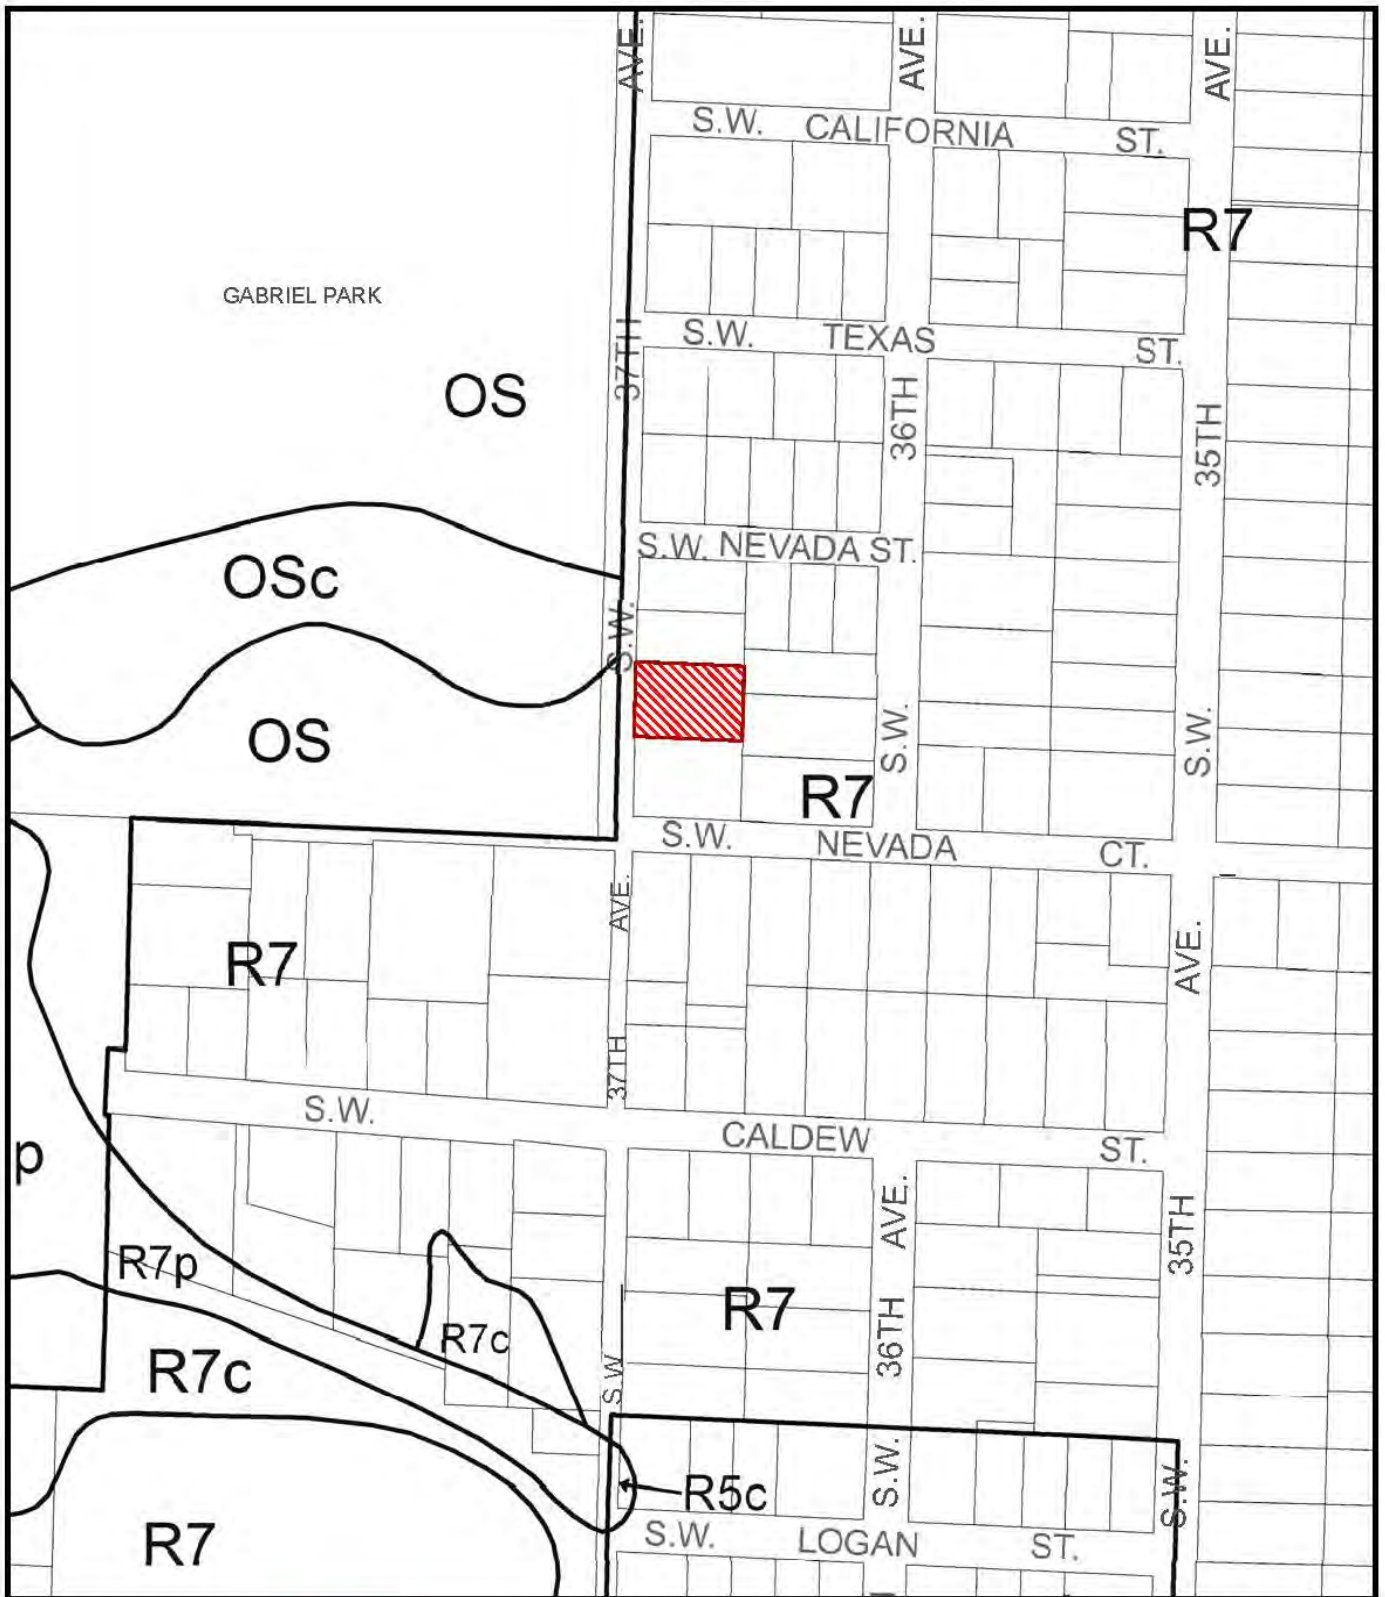 AVE.
AVE.
AVE.
S.W. CALIFORNIA ST.
R7
GABRIEL PARK
S.W. TEXAS ST.
37TH
OS
36TH
35TH
S.W. NEVADA ST.
OSc
S.W.
S.W.
S.W.
OS
R7
S.W. NEVADA CT.
AVE.
AVE.
R7
37TH
S.W. CALDEW ST.
p
AVE.
35TH
R7p
R7
36TH
R7c
R7c
S.W
S.W.
S.W.
R5c
S.W. LOGAN ST.
R7